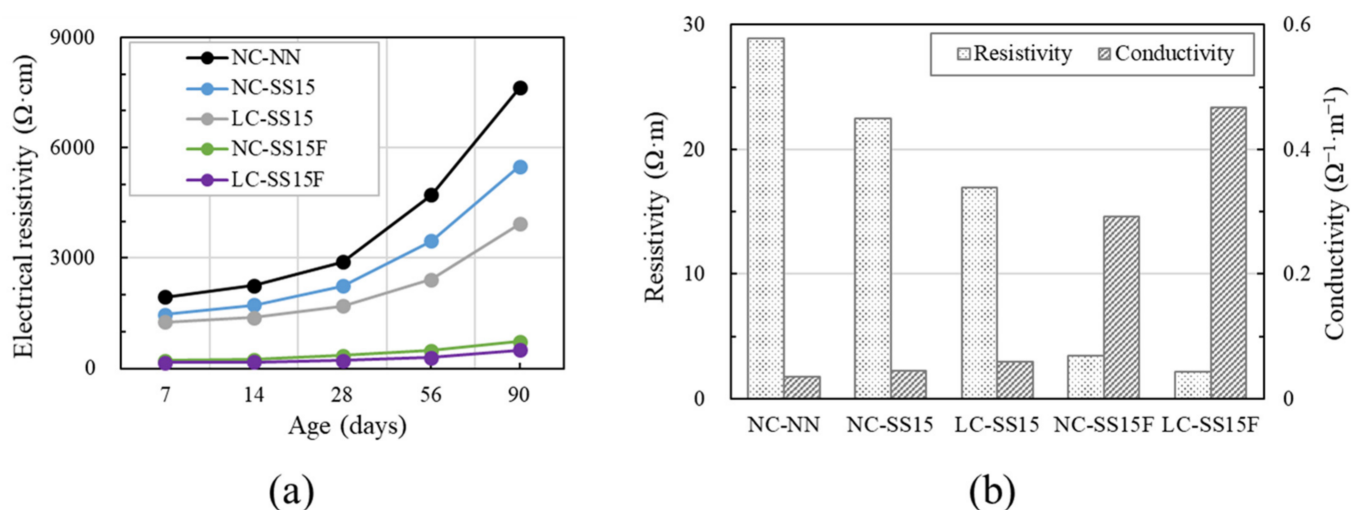 Electrical resistivity (Ω·cm)
9000
6000
3000
0
NC-NN
NC-SS15
LC-SS15
NC-SS15F
LC-SS15F
7 14 28 56 90
Age (days)
(a)
Resistivity (Ω·m)
30
20
10
0
Resistivity Conductivity
0.6
0.4
0.2
0
Conductivity (Ω⁻¹·m⁻¹)
NC-NN NC-SS15 LC-SS15 NC-SS15F LC-SS15F
(b)